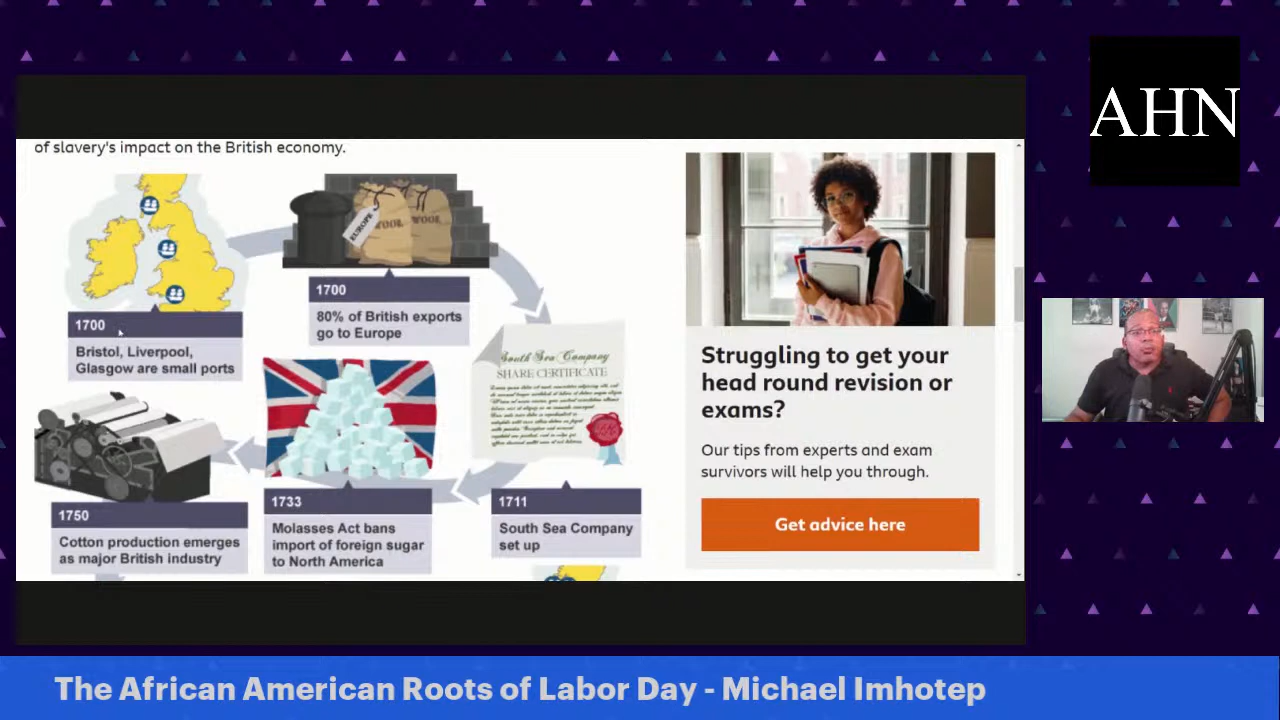 AHN
of slavery's impact on the British economy.
EUROPE
WOOL
1700
Bristol, Liverpool,
Glasgow are small ports
1700
80% of British exports
go to Europe
South Sea Company
SHARE CERTIFICATE
1750
Cotton production emerges
as major British industry
1733
Molasses Act bans
import of foreign sugar
to North America
1711
South Sea Company
set up
Struggling to get your
head round revision or
exams?
Our tips from experts and exam
survivors will help you through.
Get advice here
The African American Roots of Labor Day - Michael Imhotep